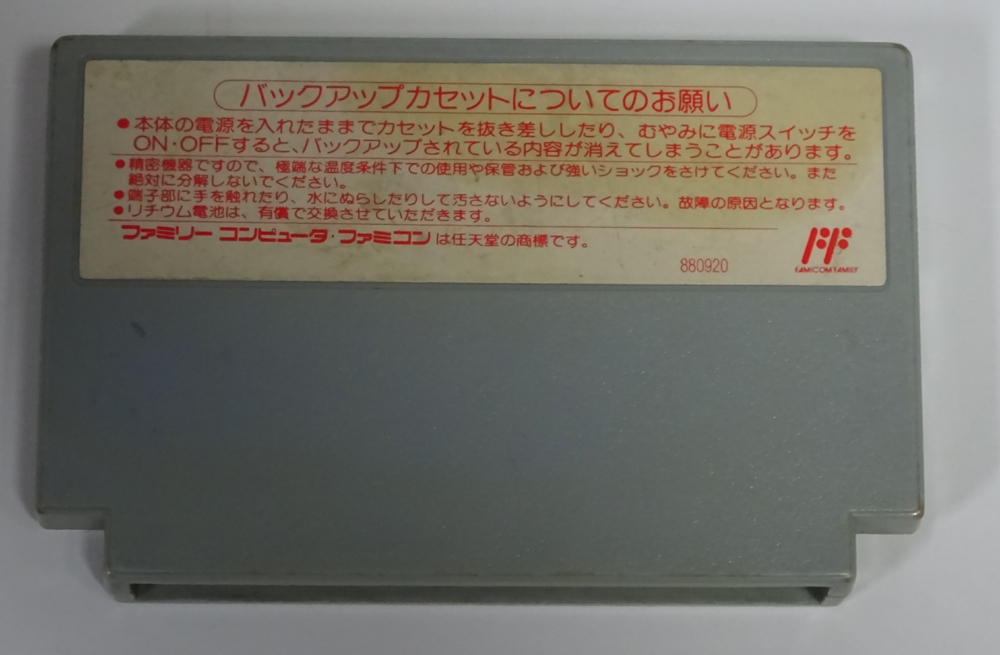 バックアップカセットについてのお願い
●本体の電源を入れたままでカセットを抜き差ししたり、むやみに電源スイッチを
ON・OFFすると、バックアップされている内容が消えてしまうことがあります。
●精密機器ですので、極端な温度条件下での使用や保管および強いショックをさけてください。また
絶対に分解しないでください。
●端子部に手を触れたり、水にぬらしたりして汚さないようにしてください。故障の原因となります。
●リチウム電池は、有償で交換させていただきます。
ファミリー コンピュータ・ファミコンは任天堂の商標です。
880920
FF
FAMICOM FAMILY